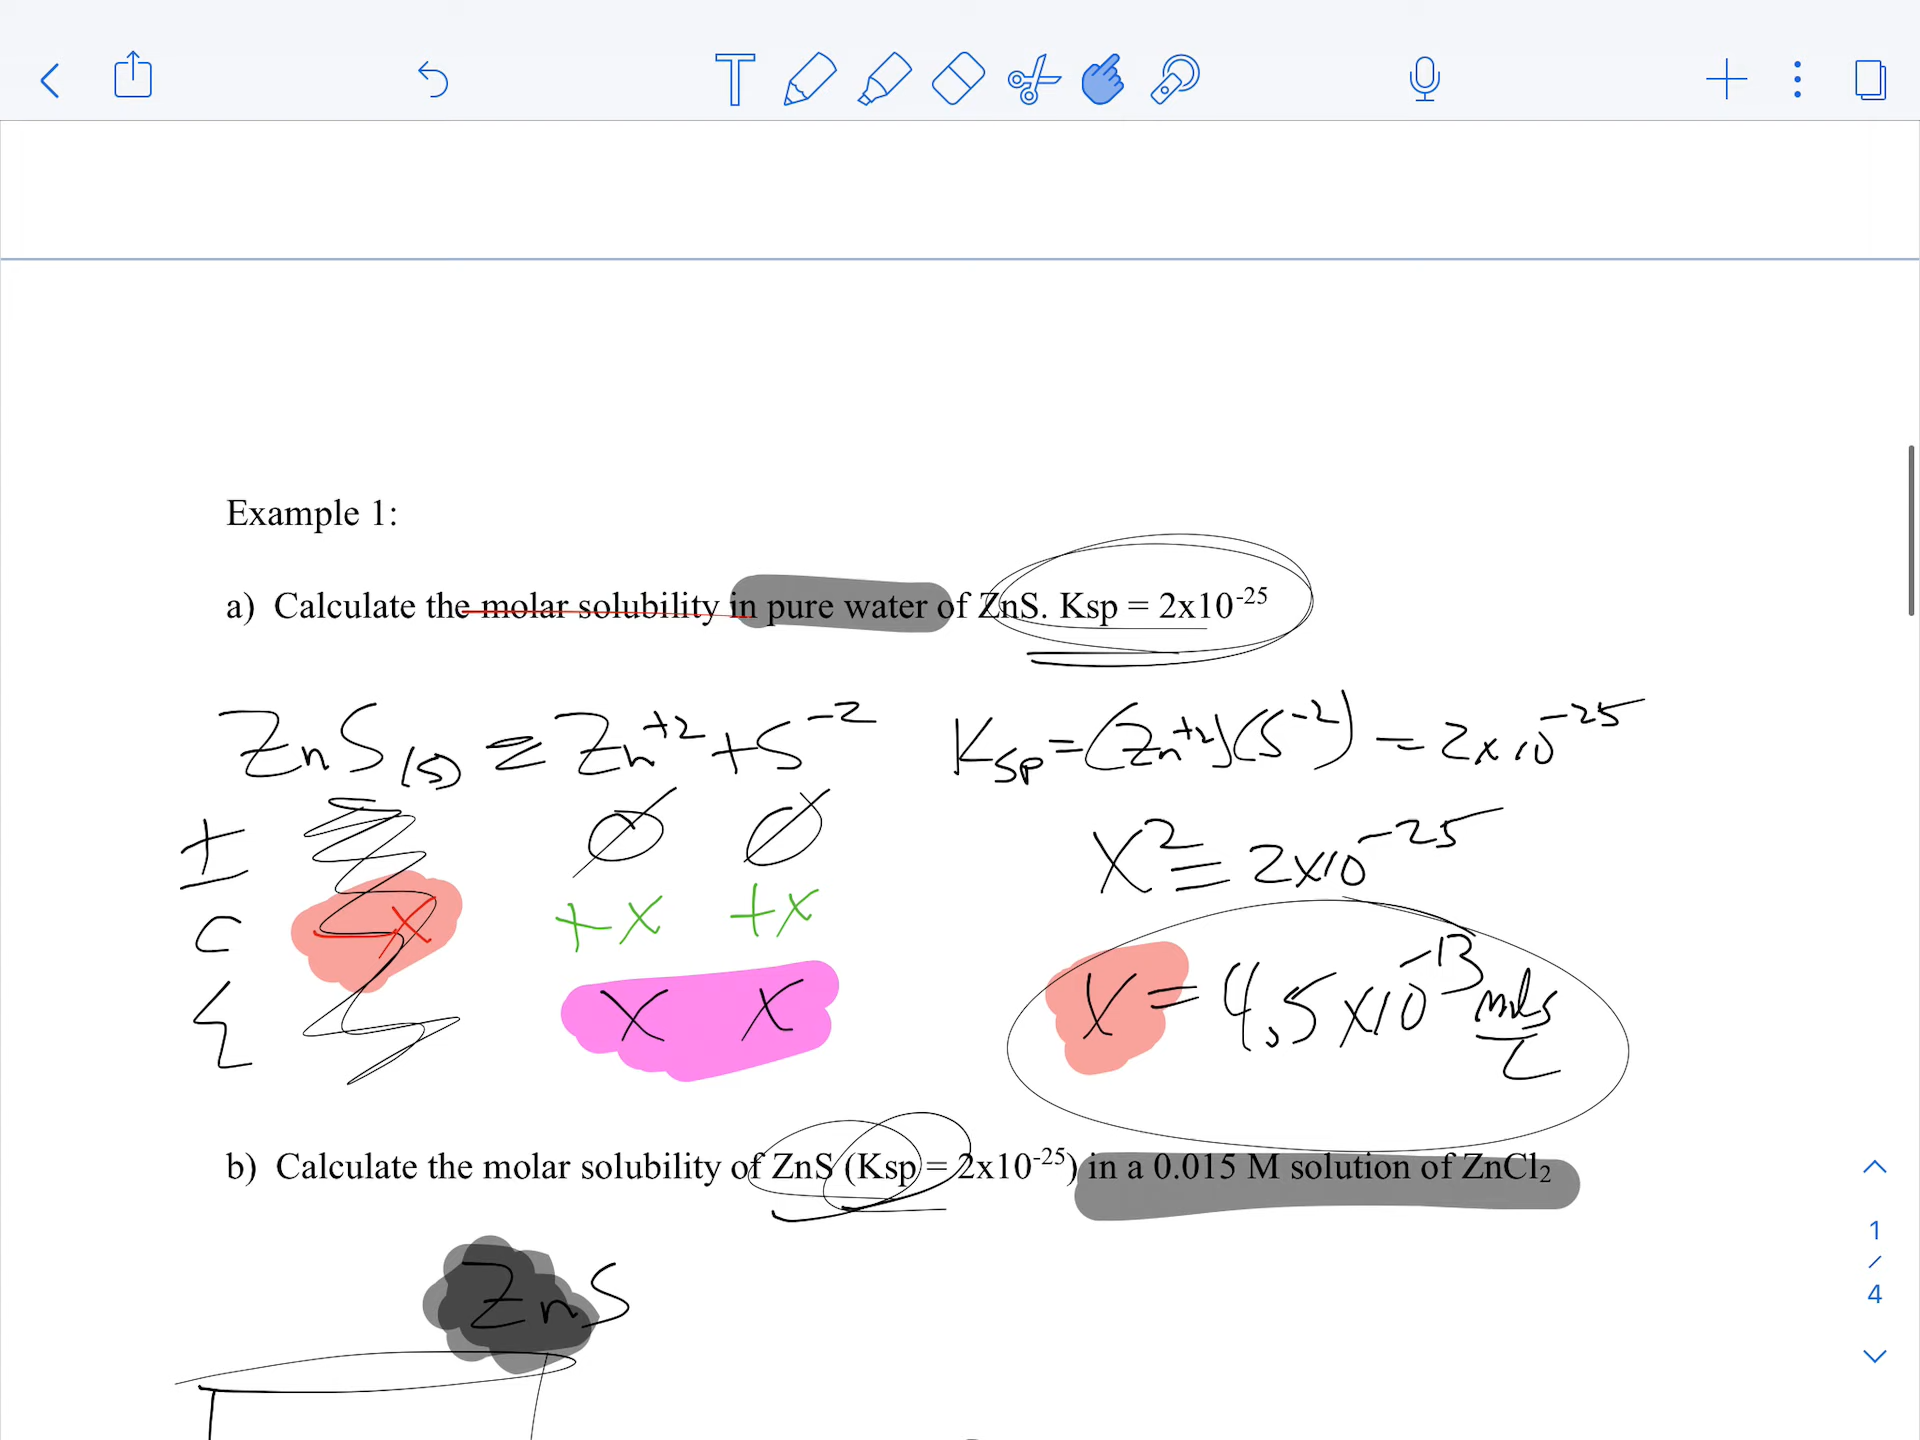 Example 1:
a) Calculate the molar solubility in pure water of ZnS. Ksp = 2x10⁻²⁵
ZnS(s) ⇌ Zn⁺² + S⁻² Ksp = (Zn⁺²)(S⁻²) = 2x10⁻²⁵
I Ø Ø X² = 2x10⁻²⁵
C -X +X +X
E X X X = 4.5x10⁻¹³ mols/L
b) Calculate the molar solubility of ZnS (Ksp = 2x10⁻²⁵) in a 0.015 M solution of ZnCl₂
ZnS
1
/
4